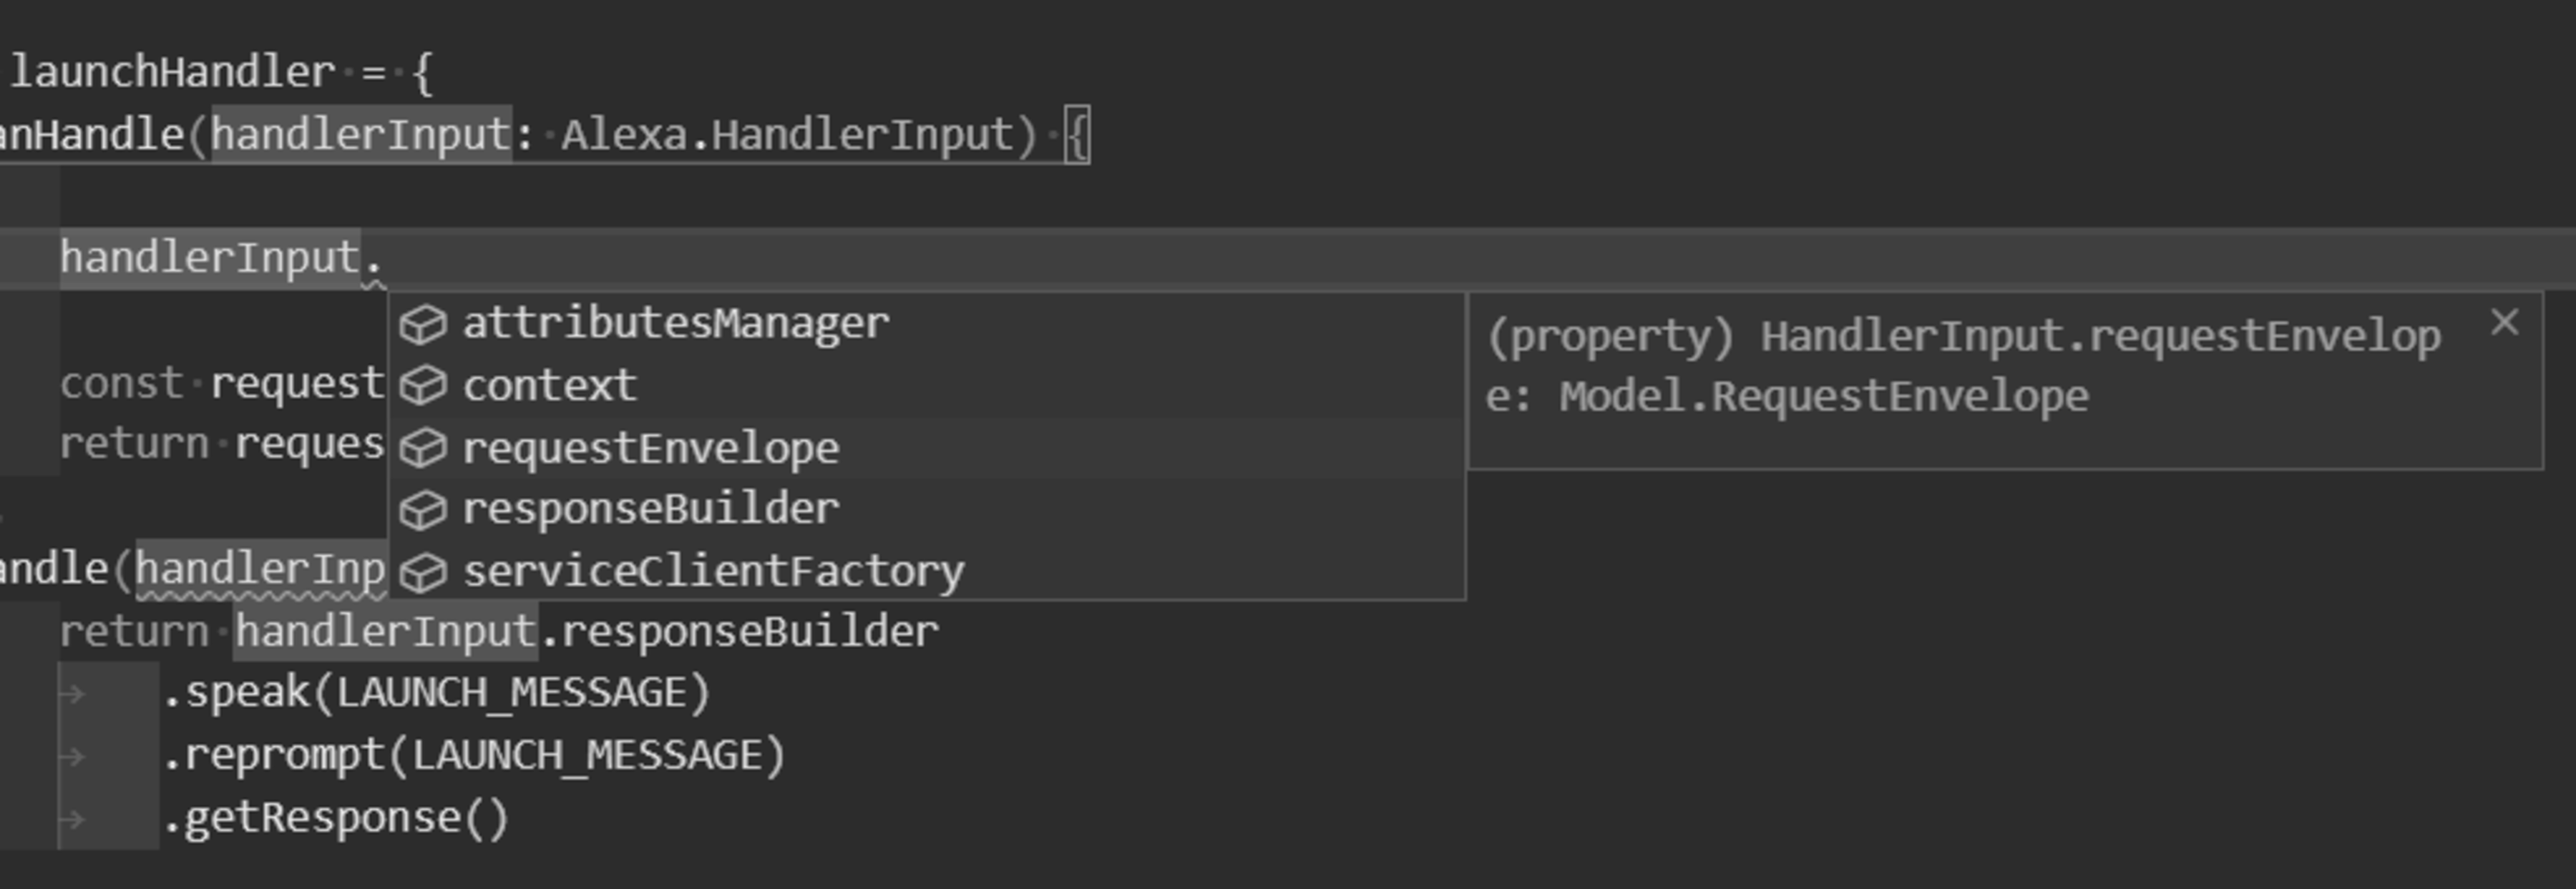 launchHandler = {
anHandle(handlerInput: Alexa.HandlerInput) {
handlerInput.
attributesManager
context
requestEnvelope
responseBuilder
serviceClientFactory
(property) HandlerInput.requestEnvelop
e: Model.RequestEnvelope
const request
return reques
andle(handlerInp
return handlerInput.responseBuilder
.speak(LAUNCH_MESSAGE)
.reprompt(LAUNCH_MESSAGE)
.getResponse()